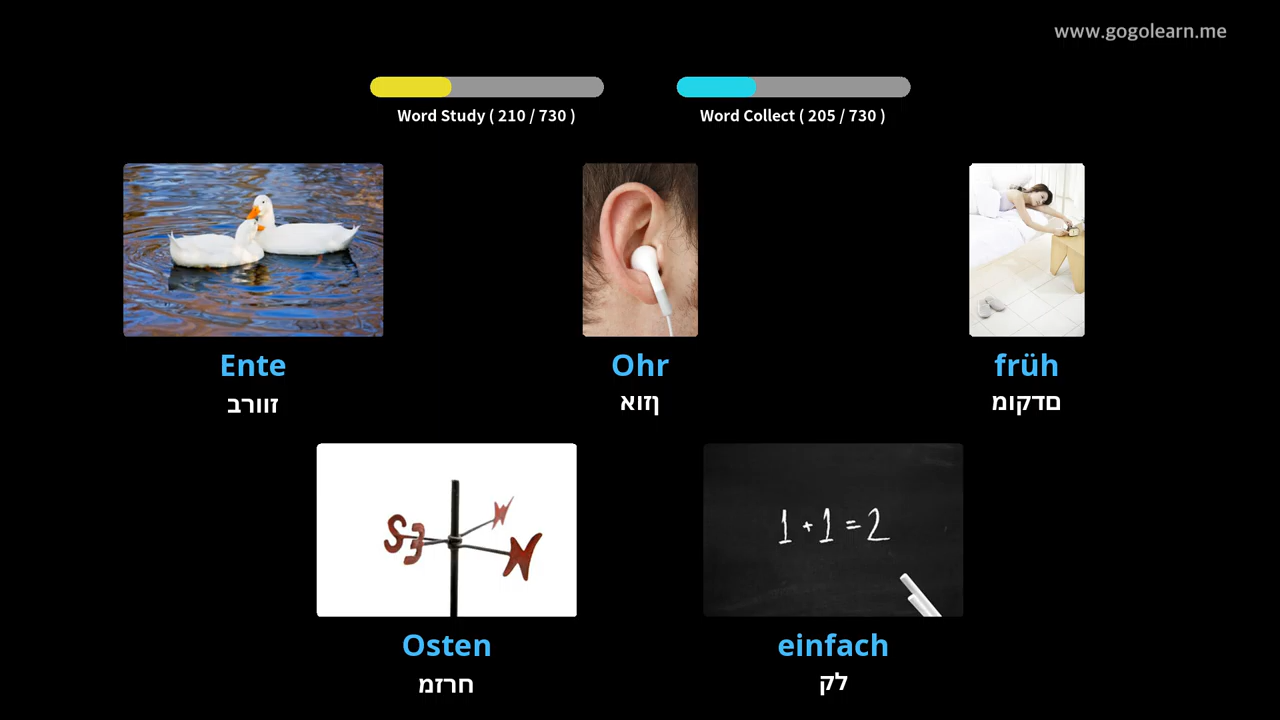 www.gogolearn.me
Word Study ( 210 / 730 )
Word Collect ( 205 / 730 )
Ente
ברווז
Ohr
אוזן
früh
מוקדם
S E N N
Osten
מזרח
1 + 1 = 2
einfach
קל